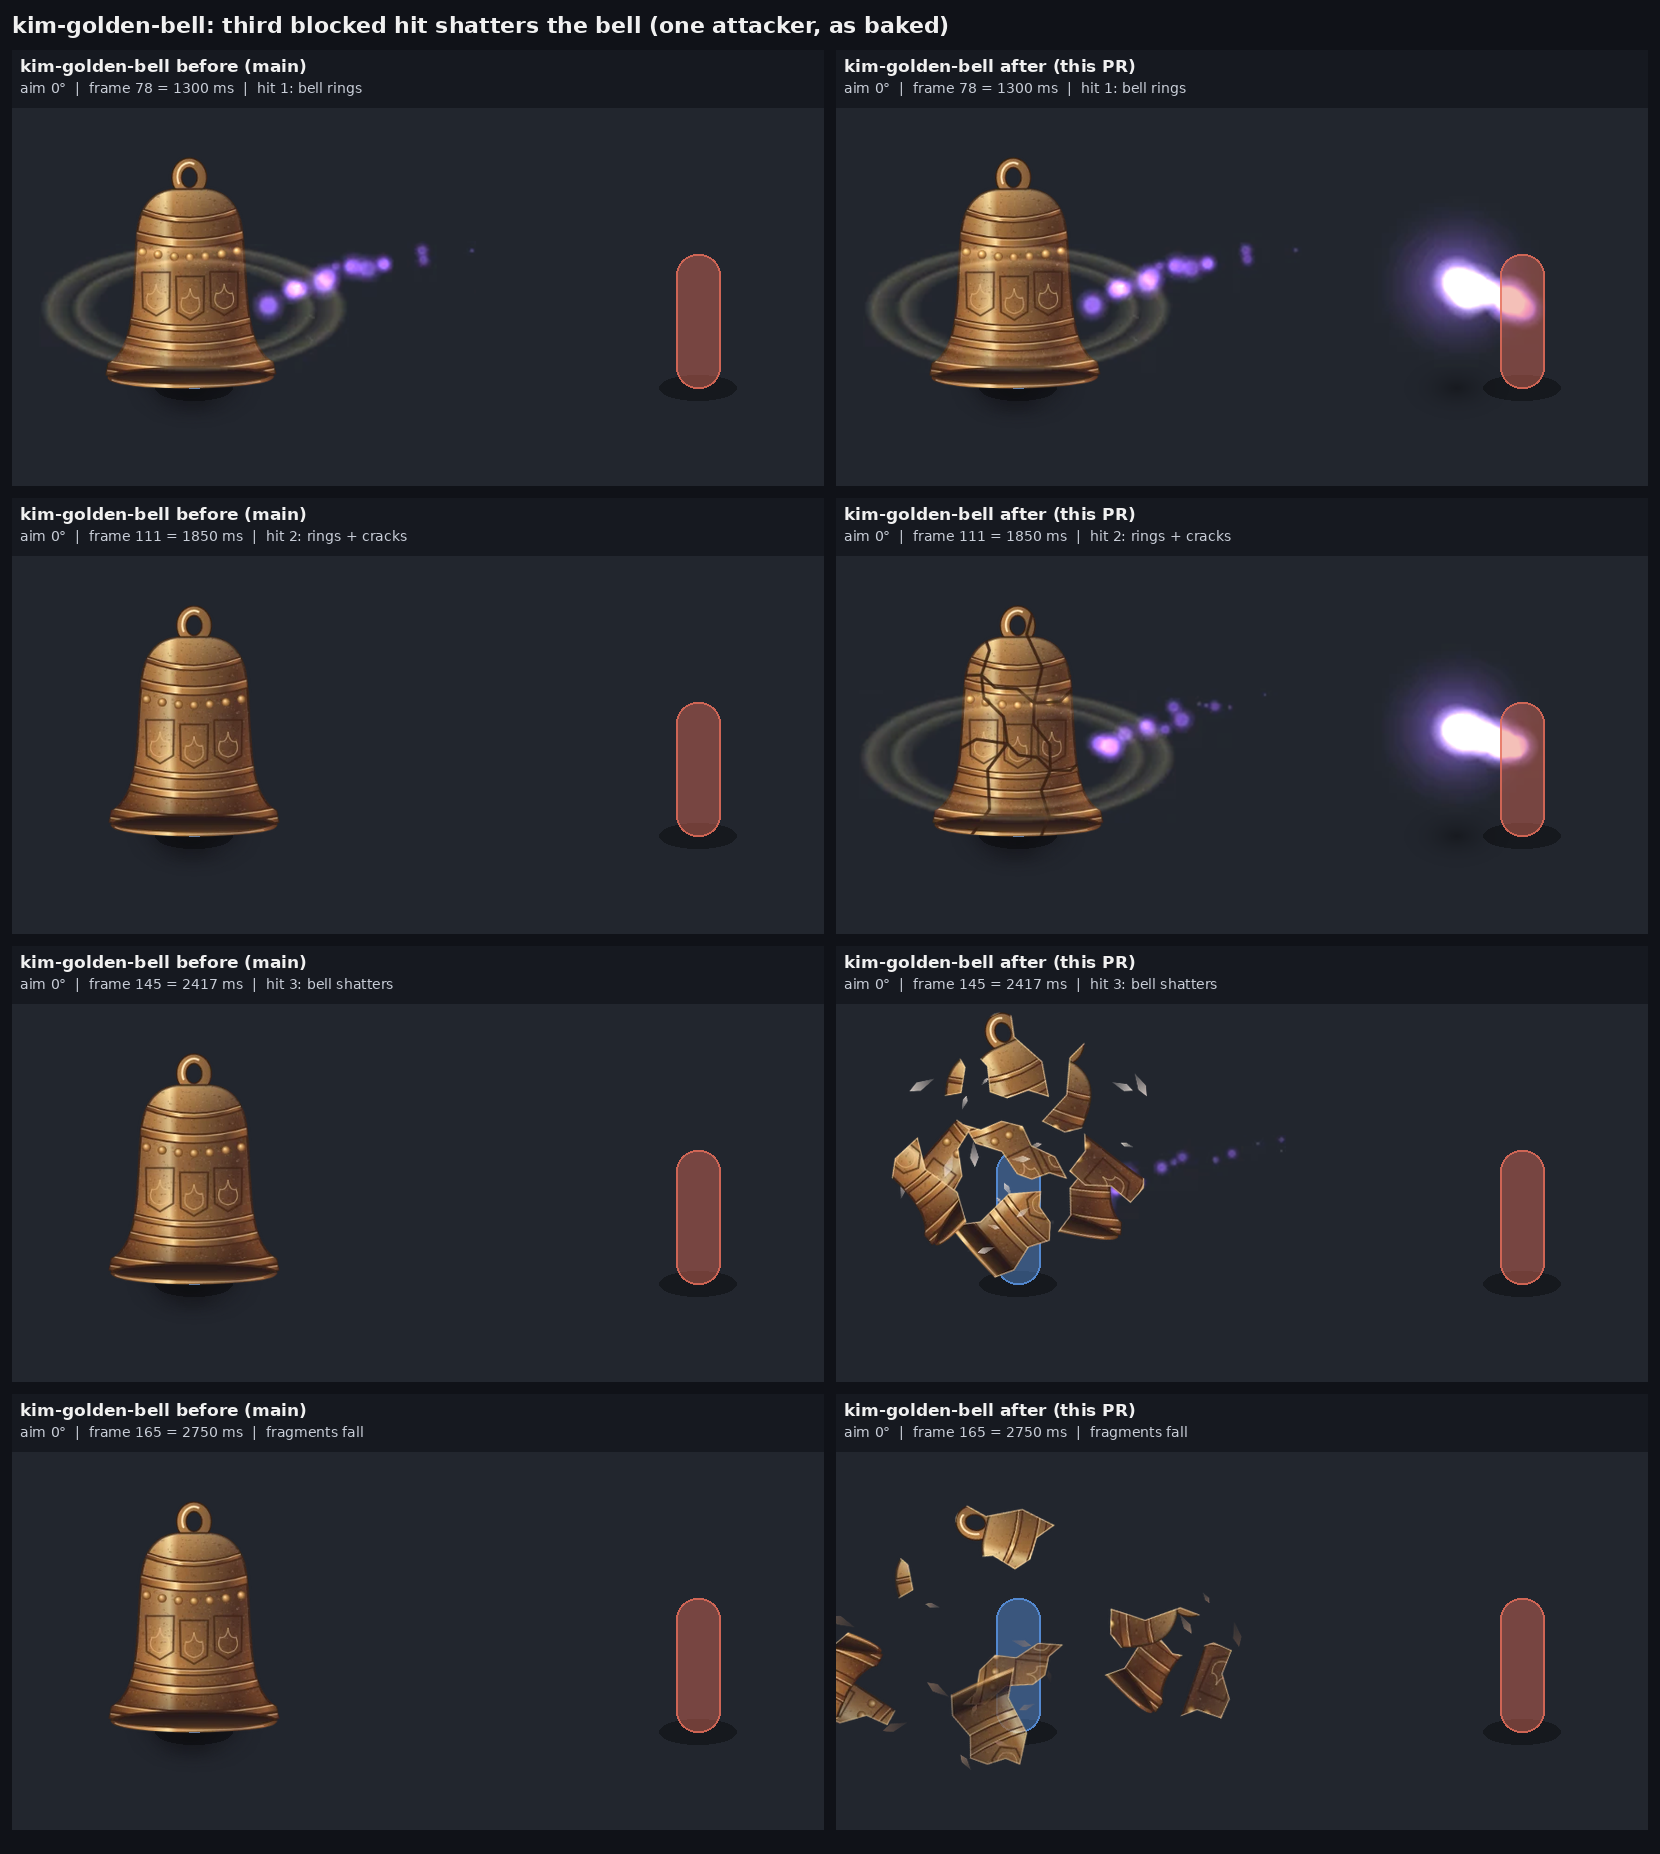 kim-golden-bell: third blocked hit shatters the bell (one attacker, as baked)
kim-golden-bell before (main)
aim 0° | frame 78 = 1300 ms | hit 1: bell rings
kim-golden-bell after (this PR)
aim 0° | frame 78 = 1300 ms | hit 1: bell rings
kim-golden-bell before (main)
aim 0° | frame 111 = 1850 ms | hit 2: rings + cracks
kim-golden-bell after (this PR)
aim 0° | frame 111 = 1850 ms | hit 2: rings + cracks
kim-golden-bell before (main)
aim 0° | frame 145 = 2417 ms | hit 3: bell shatters
kim-golden-bell after (this PR)
aim 0° | frame 145 = 2417 ms | hit 3: bell shatters
kim-golden-bell before (main)
aim 0° | frame 165 = 2750 ms | fragments fall
kim-golden-bell after (this PR)
aim 0° | frame 165 = 2750 ms | fragments fall